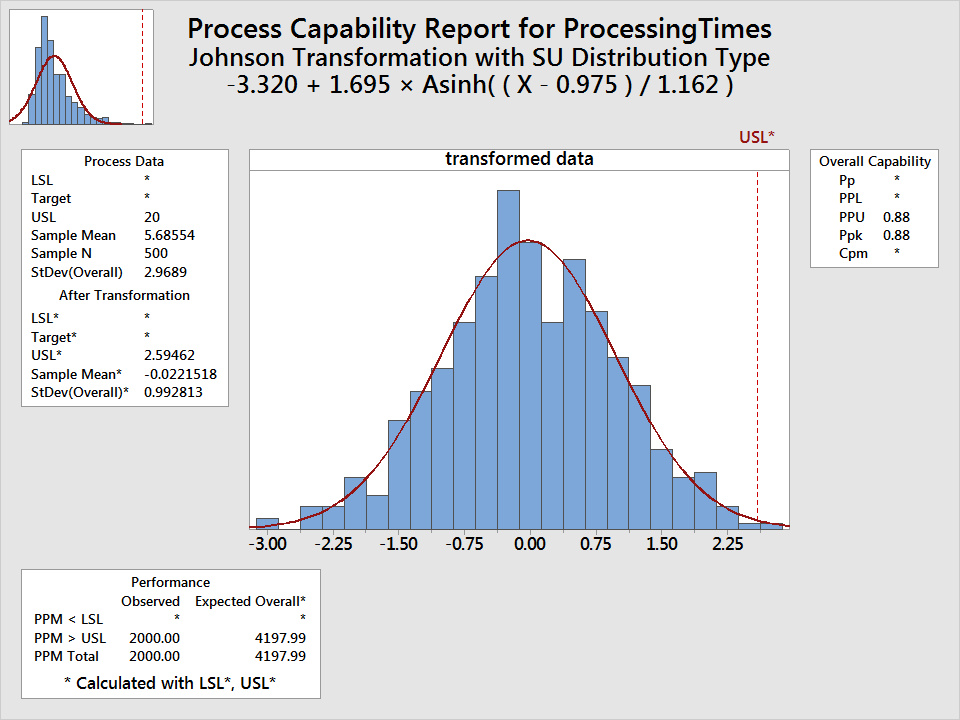 Process Capability Report for ProcessingTimes
Johnson Transformation with SU Distribution Type
-3.320 + 1.695 × Asinh( ( X - 0.975 ) / 1.162 )
USL*
transformed data
Process Data
LSL *
Target *
USL 20
Sample Mean 5.68554
Sample N 500
StDev(Overall) 2.9689
After Transformation
LSL* *
Target* *
USL* 2.59462
Sample Mean* -0.0221518
StDev(Overall)* 0.992813
Overall Capability
Pp *
PPL *
PPU 0.88
Ppk 0.88
Cpm *
-3.00 -2.25 -1.50 -0.75 0.00 0.75 1.50 2.25
Performance
Observed Expected Overall*
PPM < LSL * *
PPM > USL 2000.00 4197.99
PPM Total 2000.00 4197.99
* Calculated with LSL*, USL*